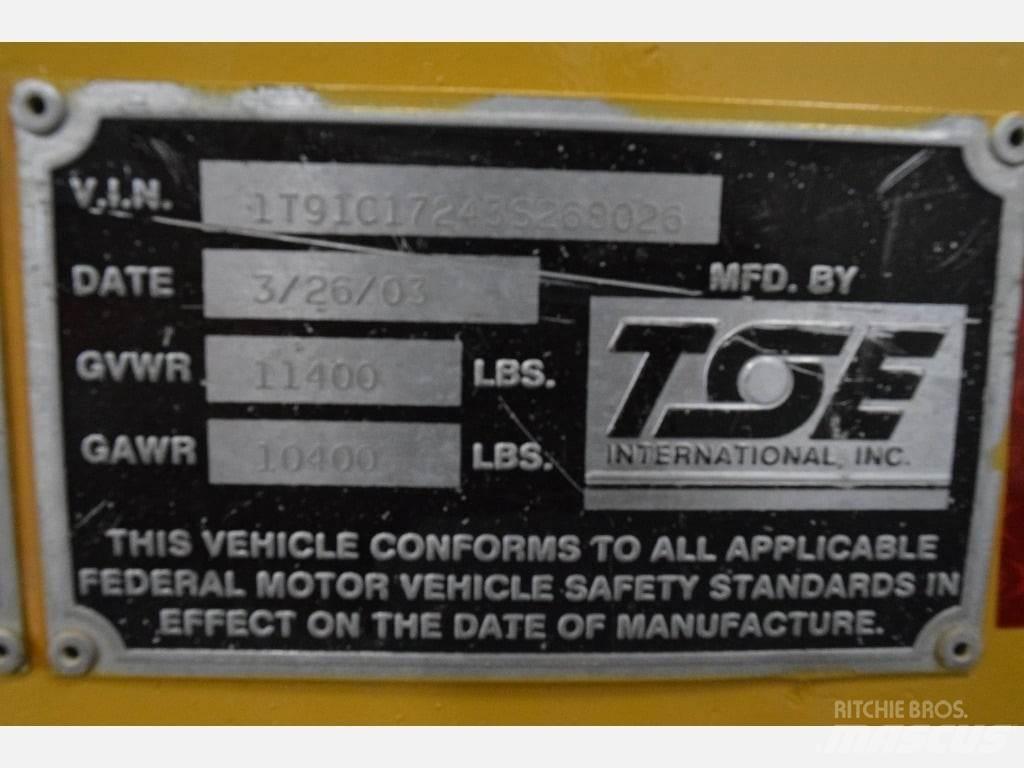 V.I.N. 1T9IC17243S268026
DATE 3/26/03
MFD. BY
GVWR 11400 LBS.
TSE
GAWR 10400 LBS.
INTERNATIONAL, INC.
THIS VEHICLE CONFORMS TO ALL APPLICABLE
FEDERAL MOTOR VEHICLE SAFETY STANDARDS IN
EFFECT ON THE DATE OF MANUFACTURE.
RITCHIE BROS.
MASCUS